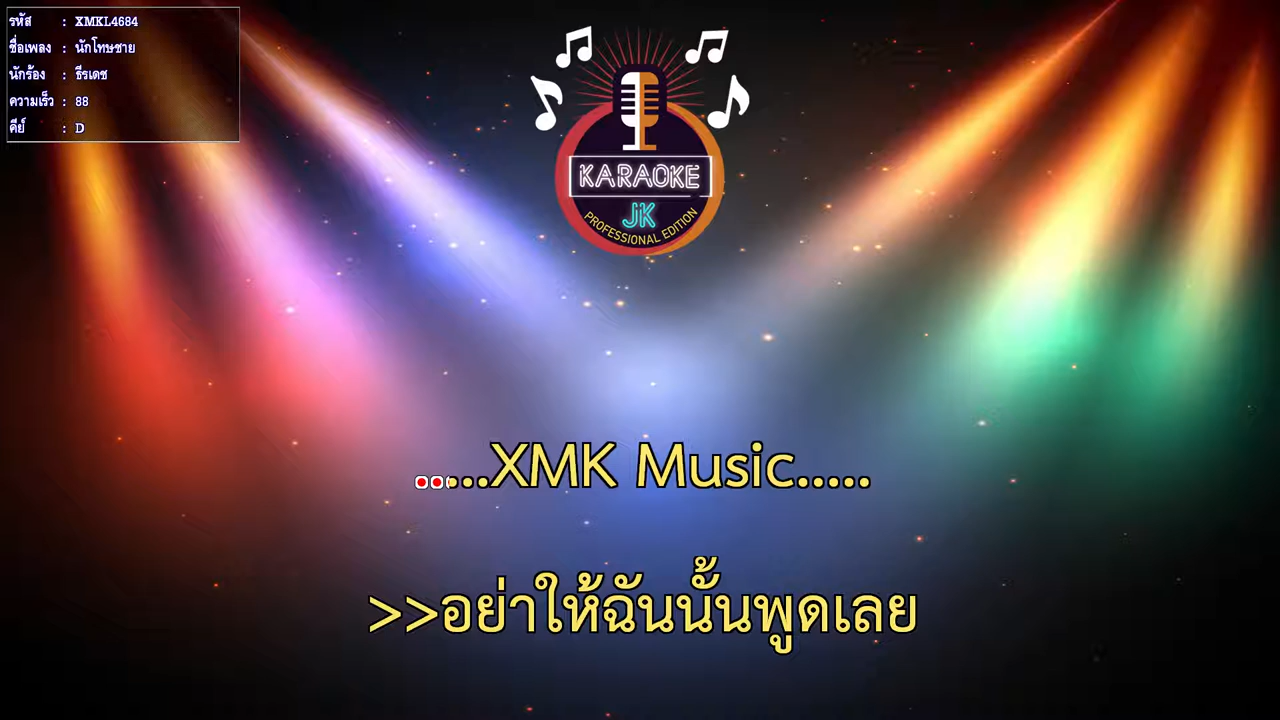 รหัส : XMKL4684
ชื่อเพลง : นักโทษชาย
นักร้อง : ธีรเดช
ความเร็ว : 88
คีย์ : D
KARAOKE
JK
PROFESSIONAL EDITION
.....XMK Music.....
>>อย่าให้ฉันนั้นพูดเลย